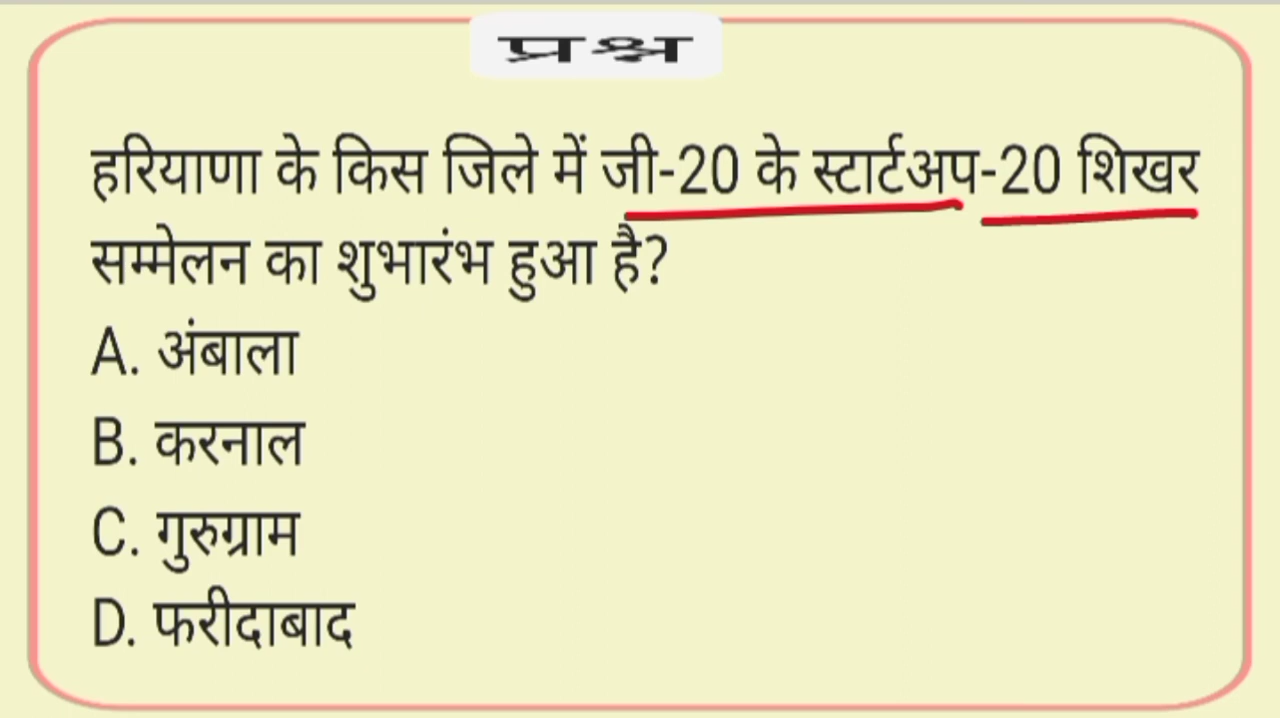 प्रश्न
हरियाणा के किस जिले में जी-20 के स्टार्टअप-20 शिखर
सम्मेलन का शुभारंभ हुआ है?
A. अंबाला
B. करनाल
C. गुरुग्राम
D. फरीदाबाद